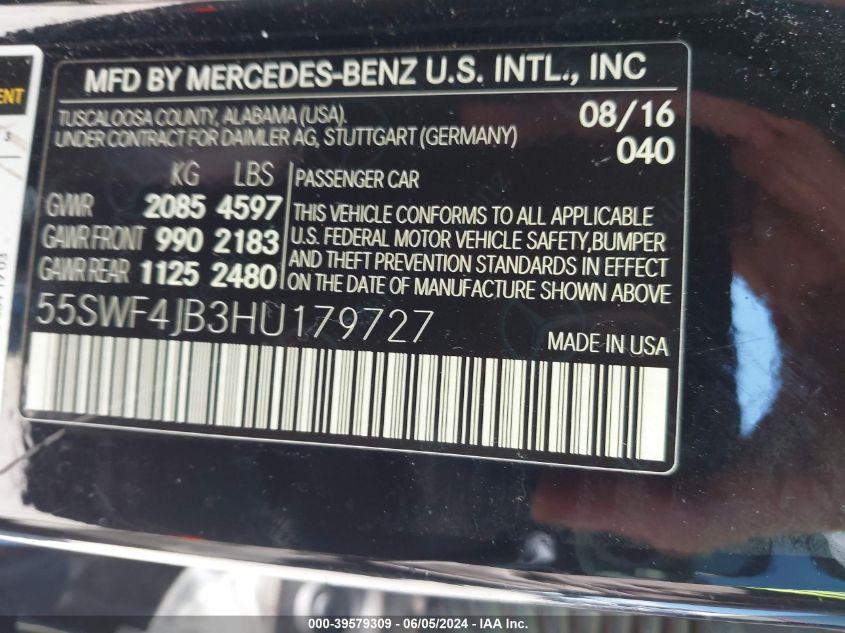 MFD BY MERCEDES-BENZ U.S. INTL., INC
TUSCALOOSA COUNTY, ALABAMA (USA).
UNDER CONTRACT FOR DAIMLER AG, STUTTGART (GERMANY)
08/16
040
KG LBS
GVWR 2085 4597
GAWR FRONT 990 2183
GAWR REAR 1125 2480
PASSENGER CAR
THIS VEHICLE CONFORMS TO ALL APPLICABLE
U.S. FEDERAL MOTOR VEHICLE SAFETY,BUMPER
AND THEFT PREVENTION STANDARDS IN EFFECT
ON THE DATE OF MANUFACTURE SHOWN ABOVE
55SWF4JB3HU179727
MADE IN USA
000-39579309 - 06/05/2024 - IAA Inc.